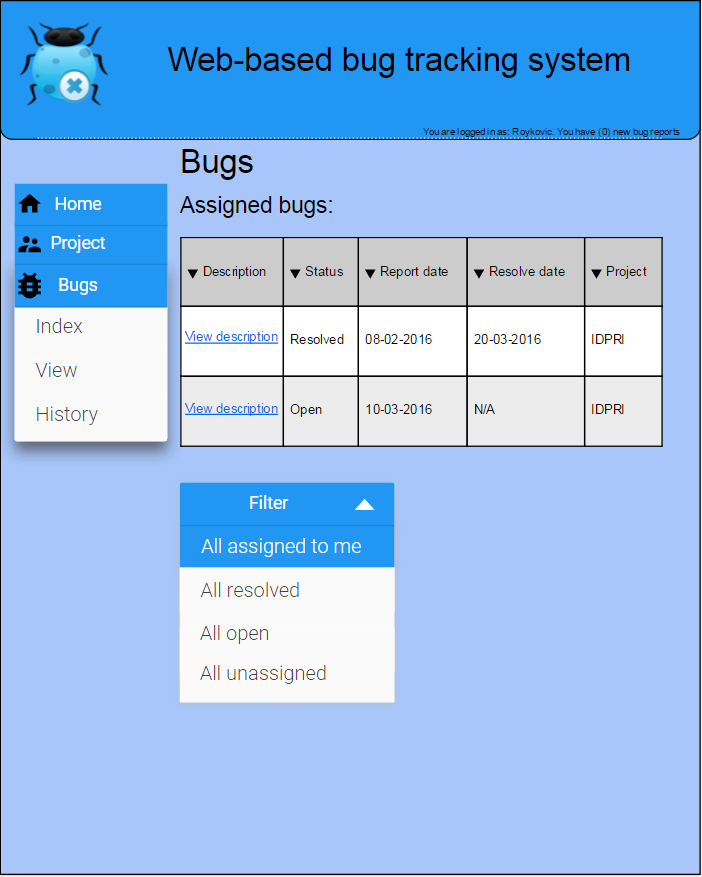 Web-based bug tracking system
You are logged in as: Roykovic. You have (0) new bug reports
Bugs
Assigned bugs:
Home
Project
Bugs
Index
View
History
▼ Description ▼ Status ▼ Report date ▼ Resolve date ▼ Project
View description Resolved 08-02-2016 20-03-2016 IDPRI
View description Open 10-03-2016 N/A IDPRI
Filter
All assigned to me
All resolved
All open
All unassigned